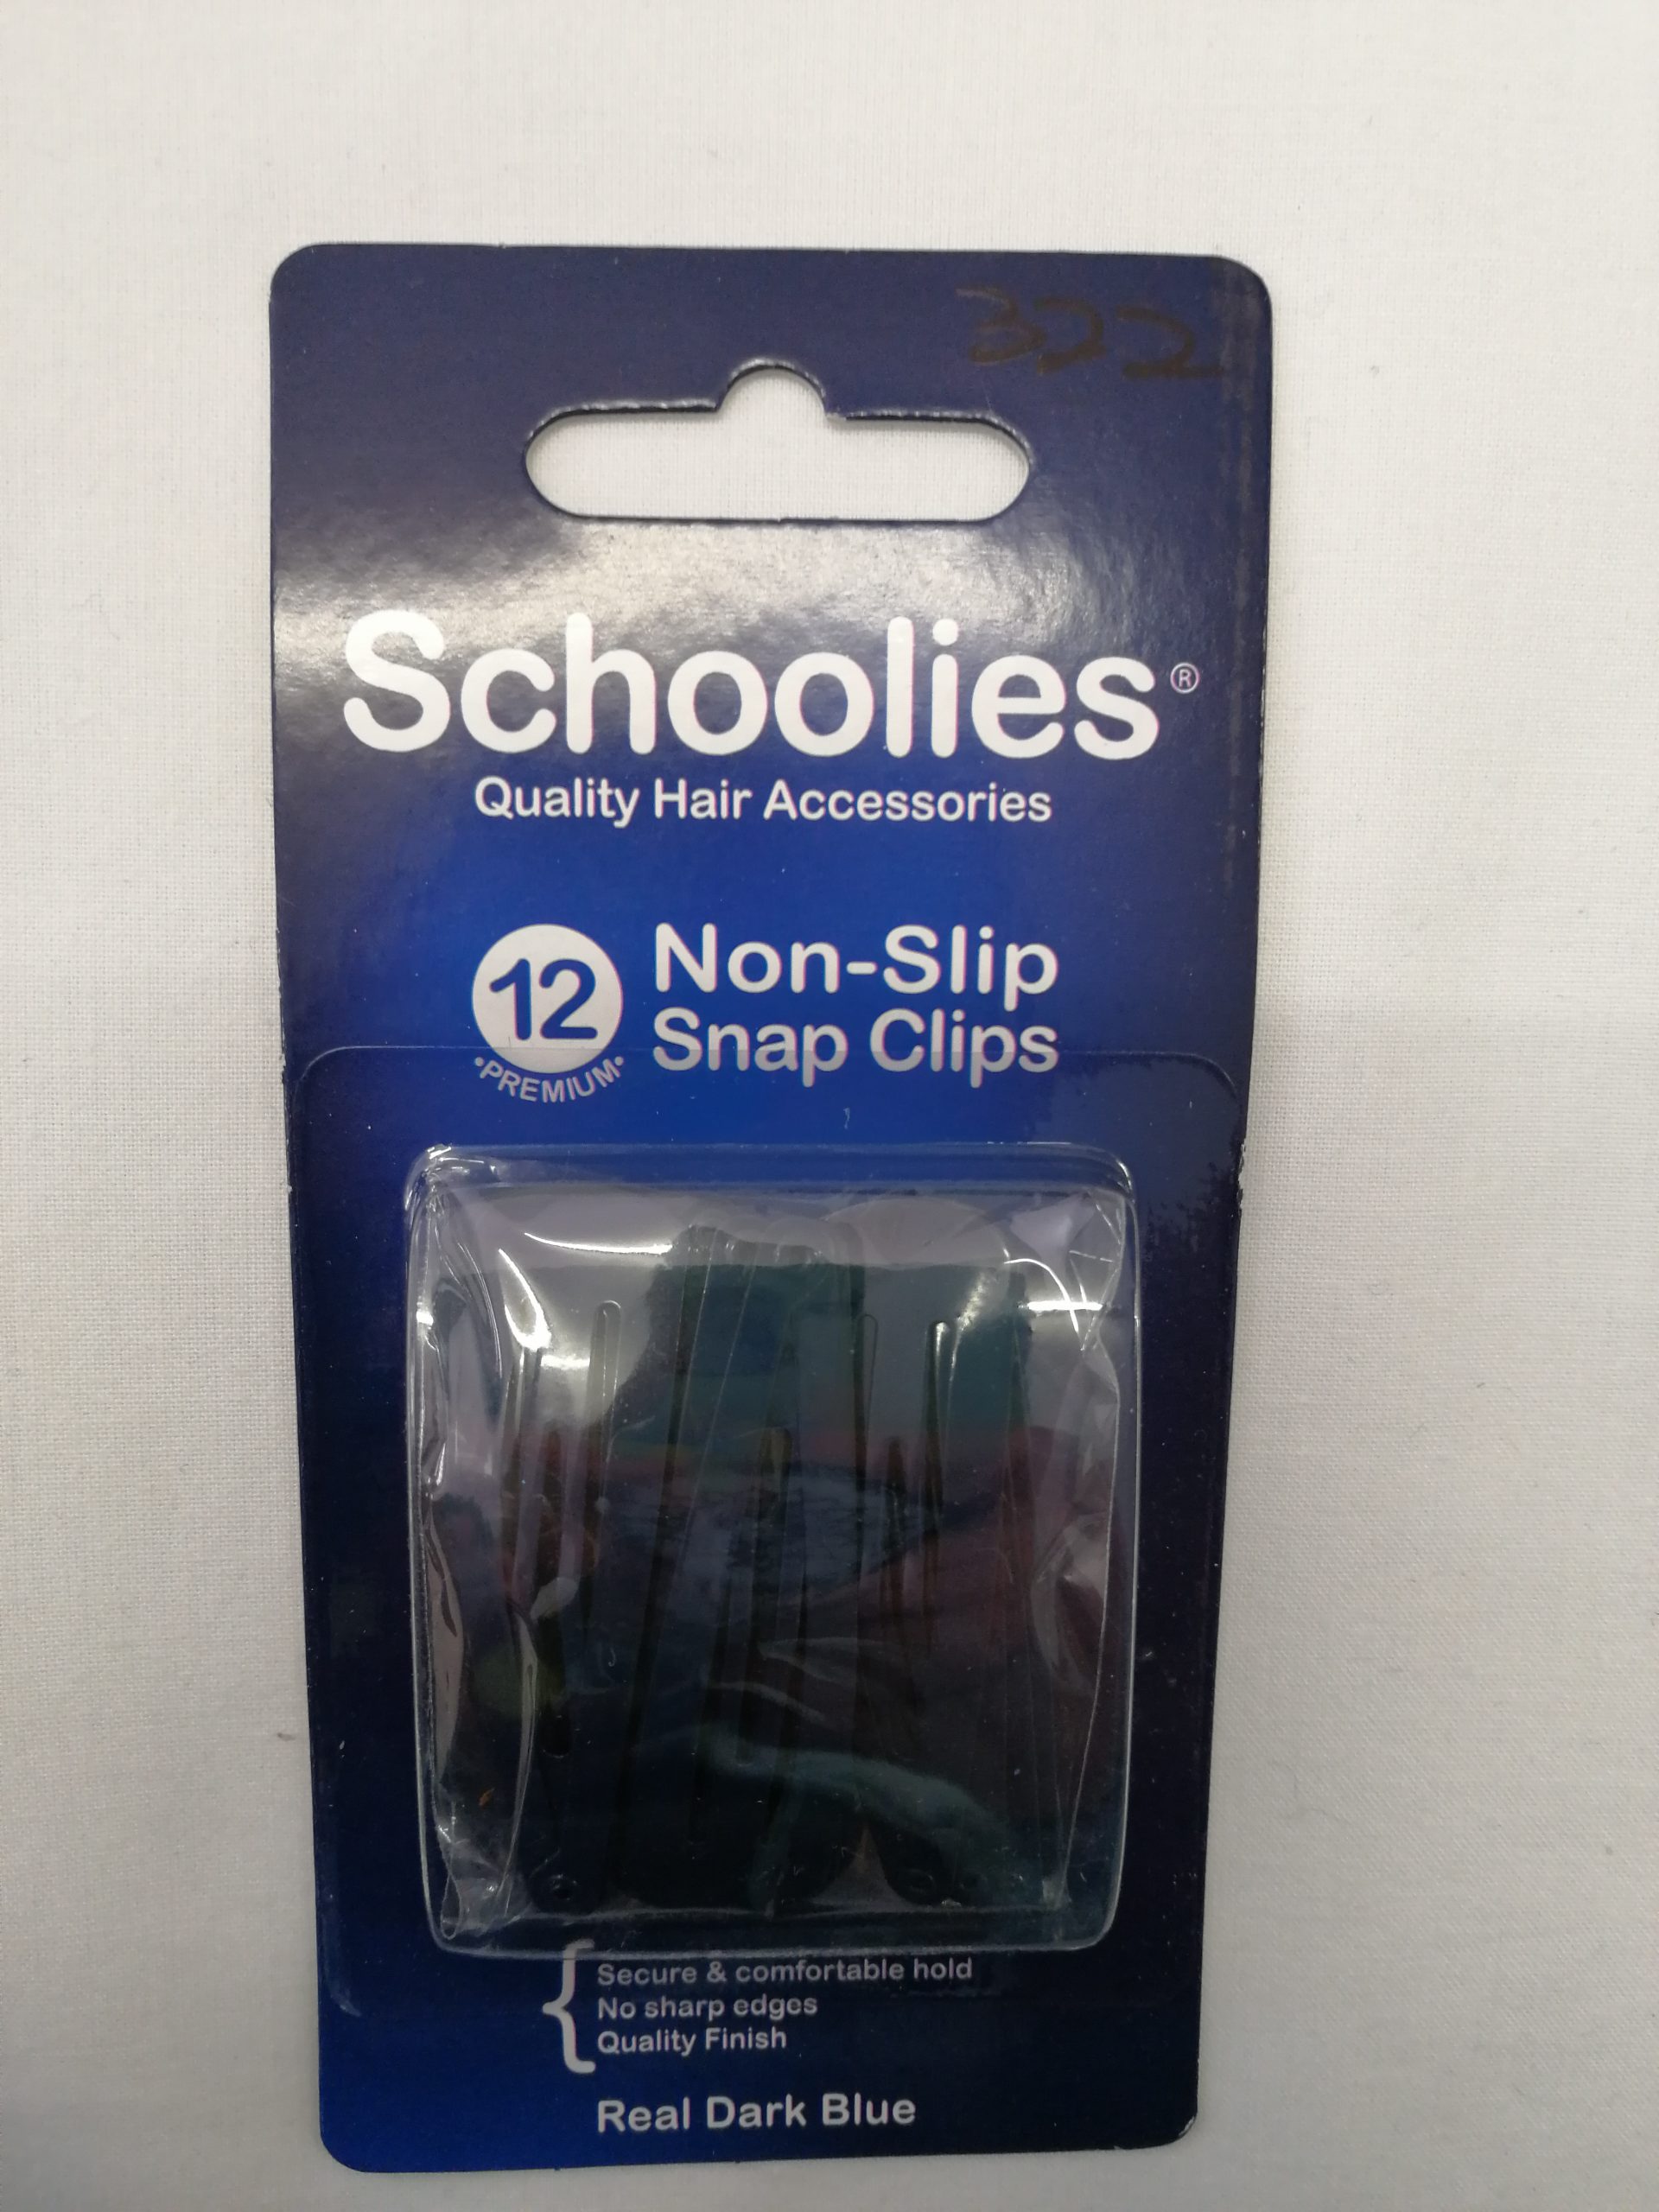 322
Schoolies®
Quality Hair Accessories
12
•PREMIUM•
Non-Slip
Snap Clips
Secure & comfortable hold
No sharp edges
Quality Finish
Real Dark Blue